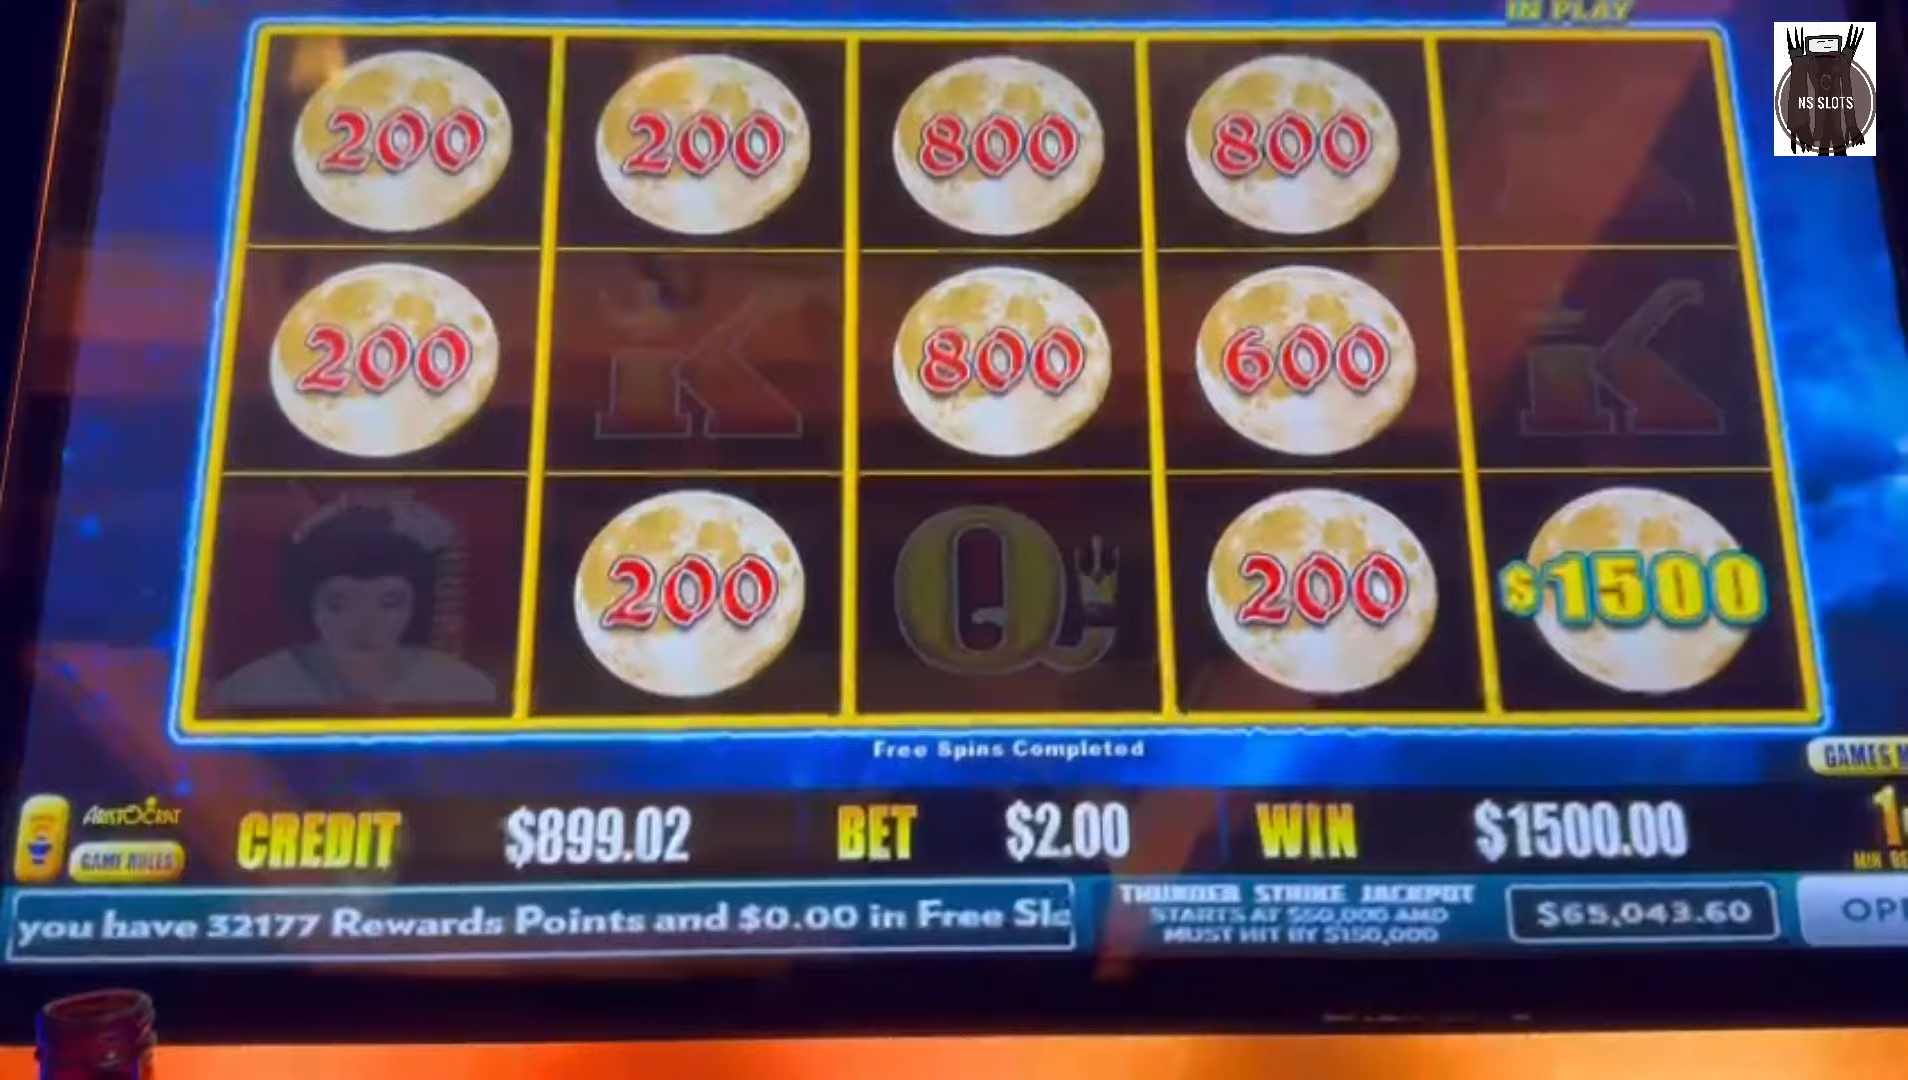 IN PLAY
NS SLOTS
200 200 800 800
200 800 600
200 200 $1500
Free Spins Completed
GAMES
ARISTOCRAT
GAME RULES
CREDIT $899.02 BET $2.00 WIN $1500.00
MIN
you have 32177 Rewards Points and $0.00 in Free
THUNDER STRIKE JACKPOT
STARTS AT $50,000 AND
MUST HIT BY $150,000
$65,043.60